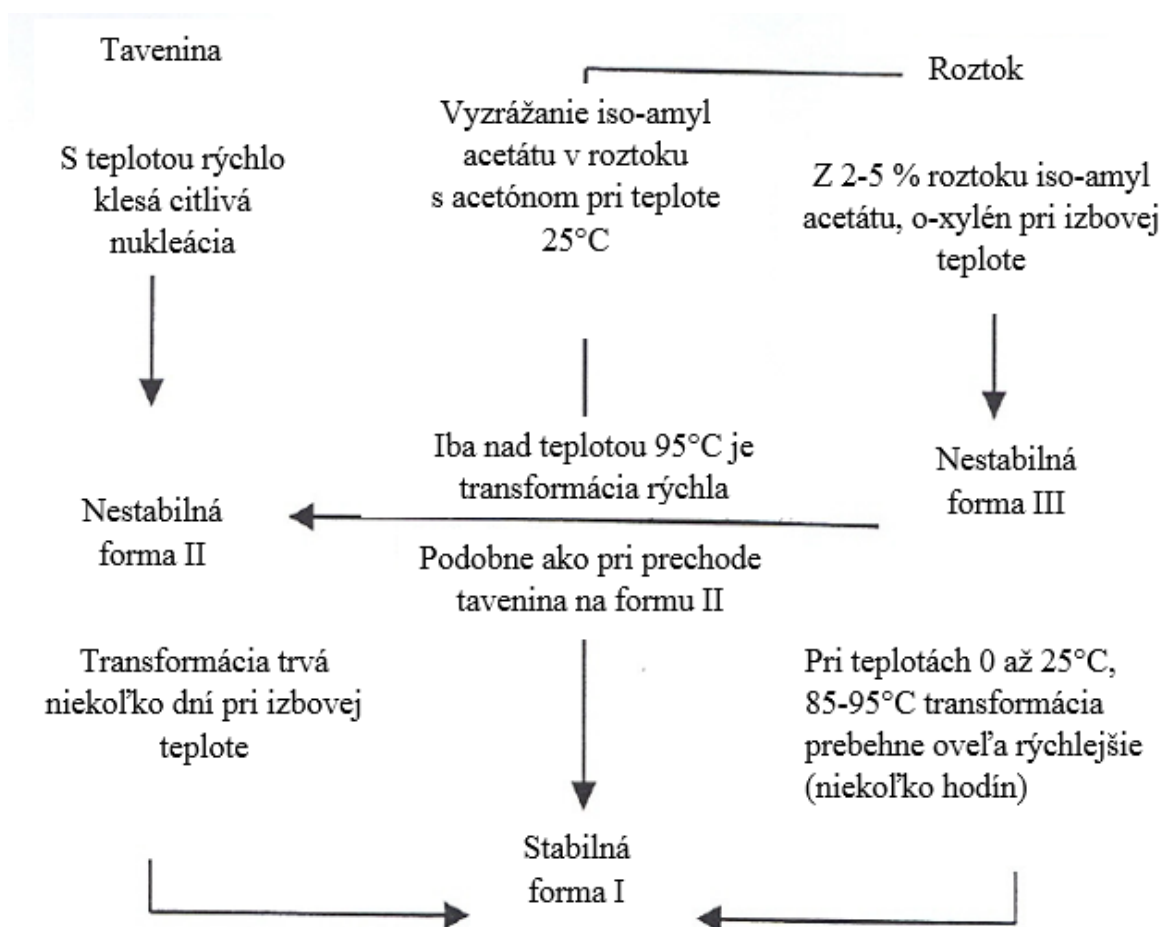 Tavenina
Roztok
S teplotou rýchlo
klesá citlivá
nukleácia
Vyzrážanie iso-amyl
acetátu v roztoku
s acetónom pri teplote
25°C
Z 2-5 % roztoku iso-amyl
acetátu, o-xylén pri izbovej
teplote
Iba nad teplotou 95°C je
transformácia rýchla
Nestabilná
forma III
Nestabilná
forma II
Podobne ako pri prechode
tavenina na formu II
Transformácia trvá
niekoľko dní pri izbovej
teplote
Pri teplotách 0 až 25°C,
85-95°C transformácia
prebehne oveľa rýchlejšie
(niekoľko hodín)
Stabilná
forma I